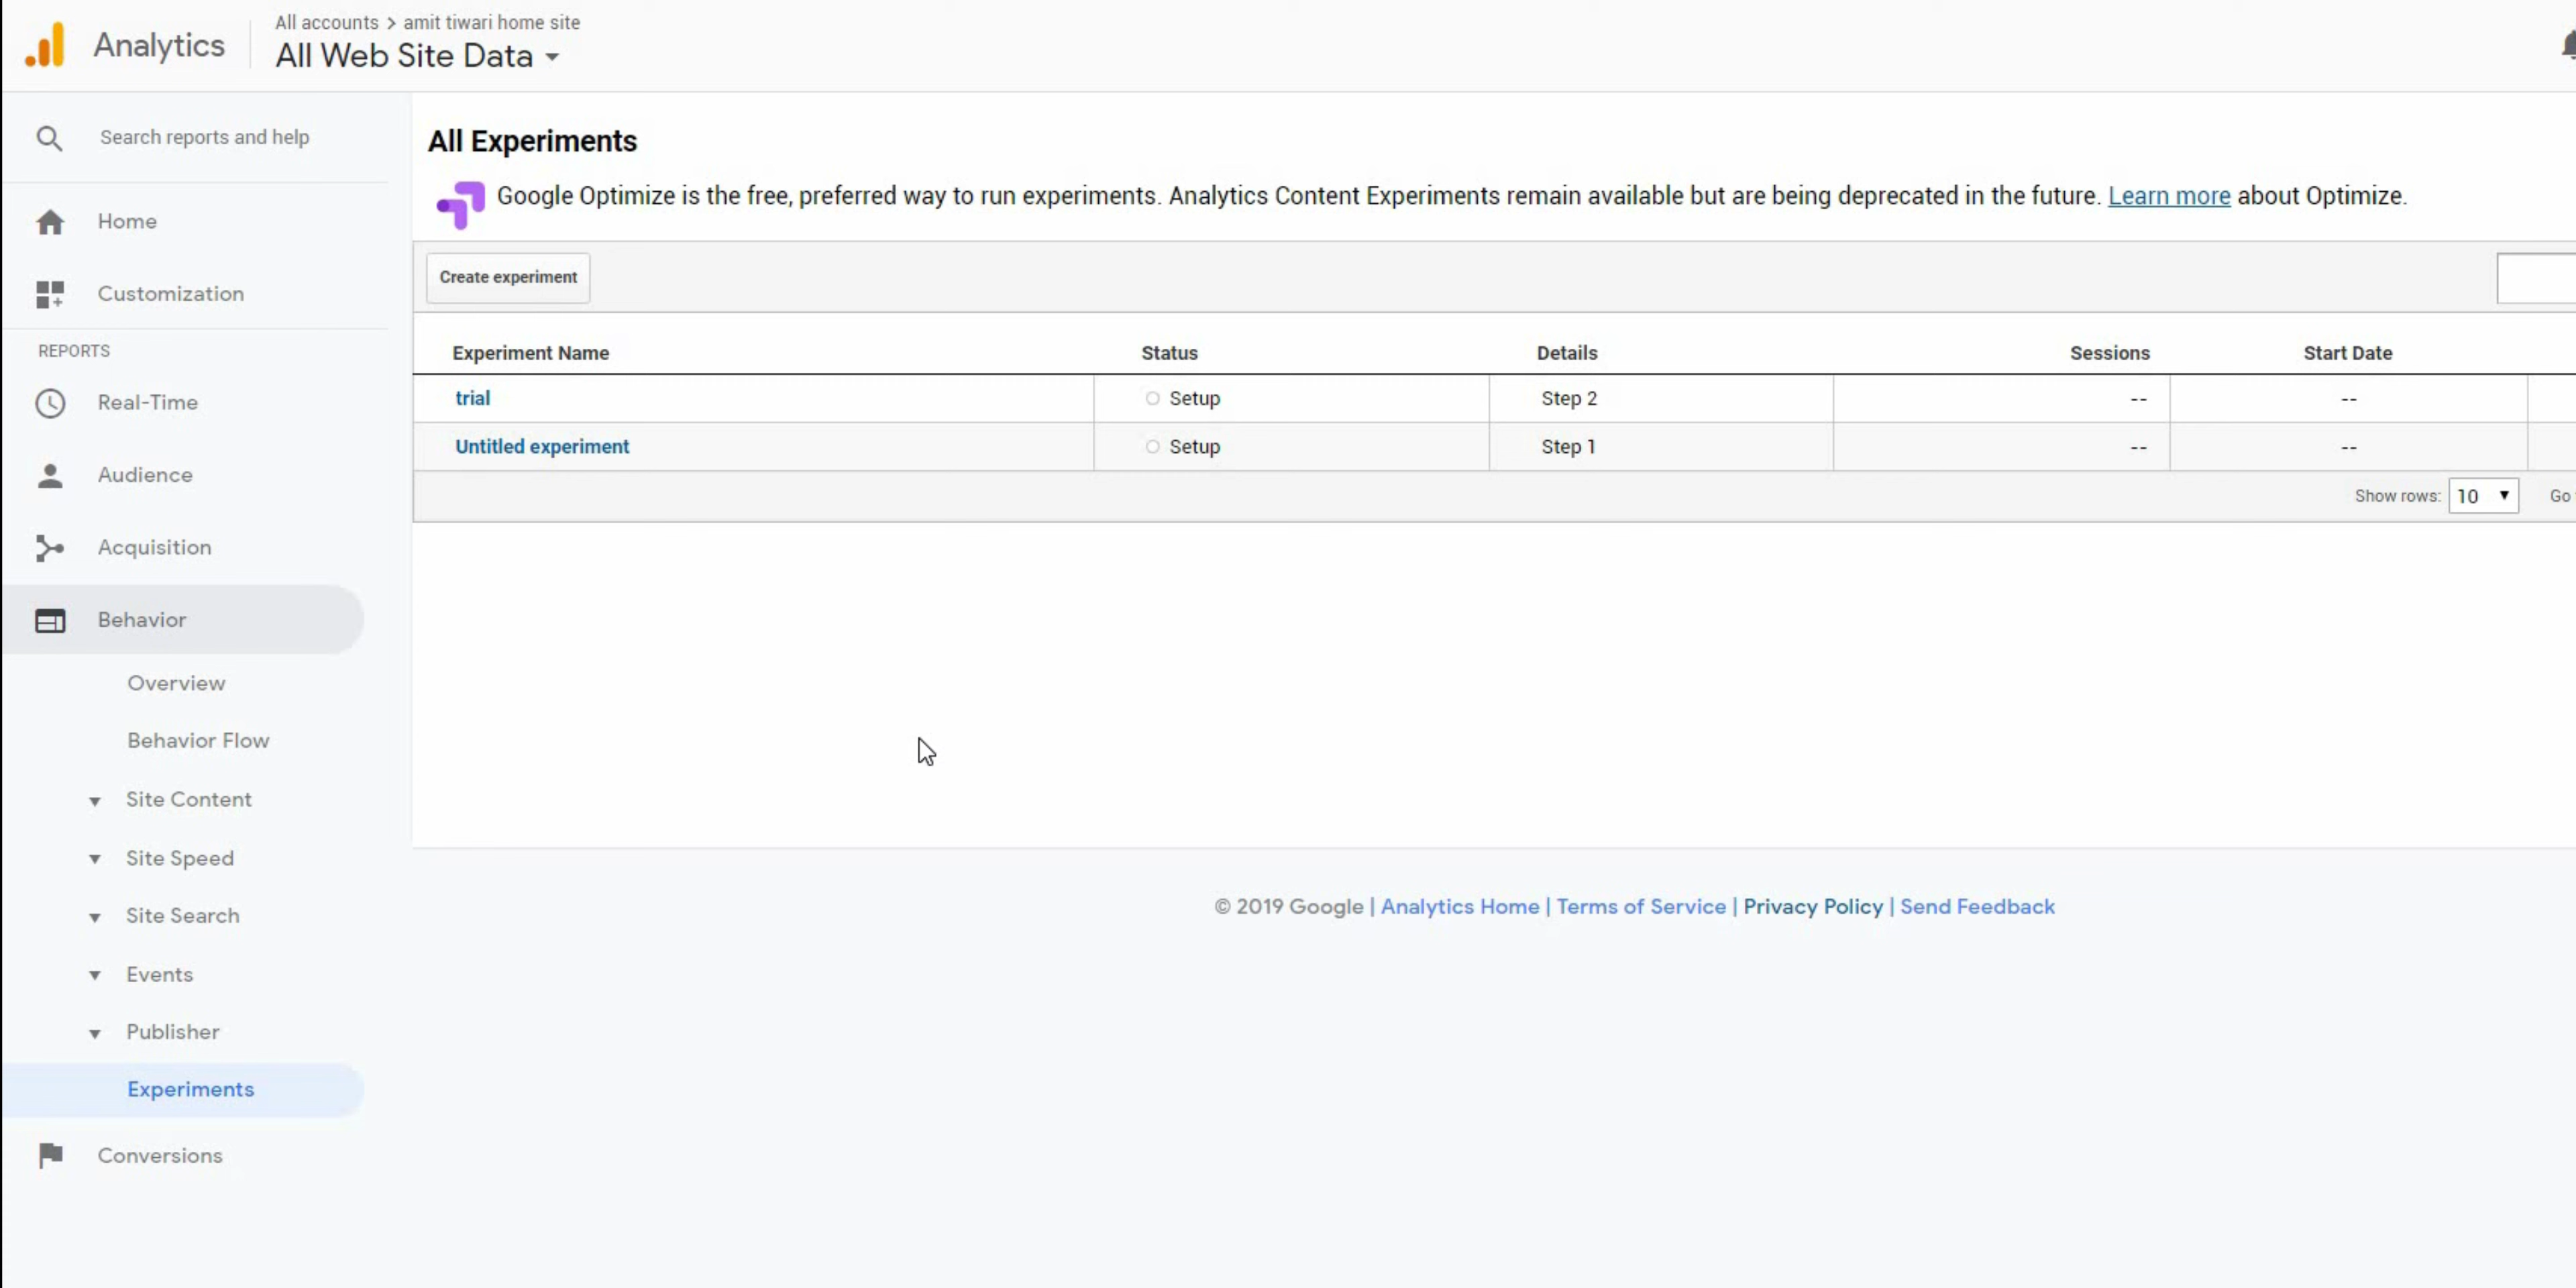 Analytics
All accounts > amit tiwari home site
All Web Site Data
Search reports and help
Home
Customization
REPORTS
Real-Time
Audience
Acquisition
Behavior
Overview
Behavior Flow
Site Content
Site Speed
Site Search
Events
Publisher
Experiments
Conversions
All Experiments
Google Optimize is the free, preferred way to run experiments. Analytics Content Experiments remain available but are being deprecated in the future. Learn more about Optimize.
Create experiment
Experiment Name Status Details Sessions Start Date
trial Setup Step 2 -- --
Untitled experiment Setup Step 1 -- --
Show rows: 10 Go
© 2019 Google | Analytics Home | Terms of Service | Privacy Policy | Send Feedback